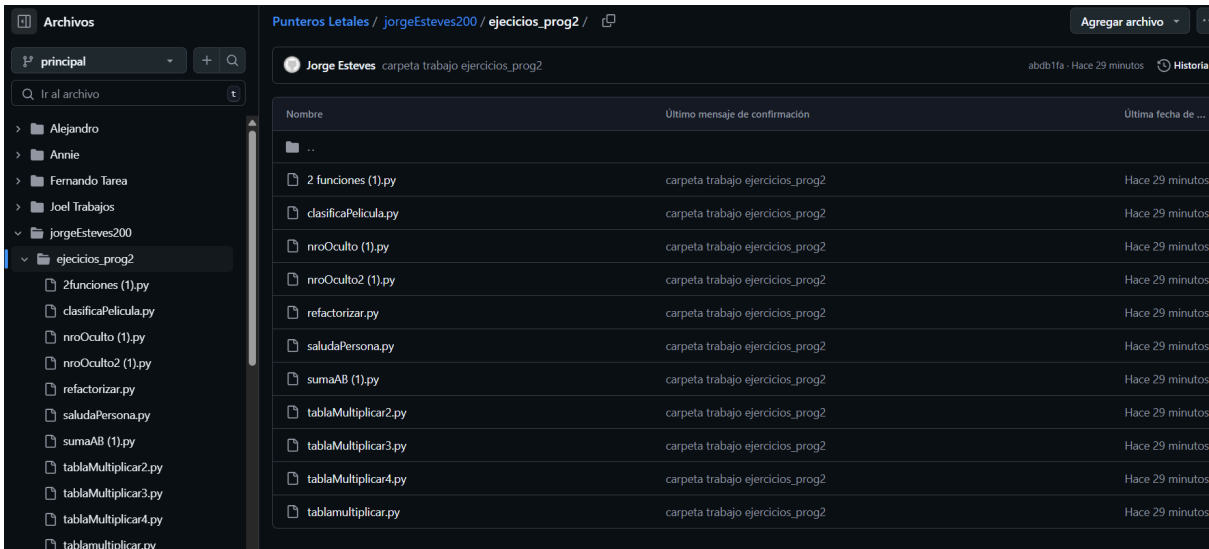 Archivos
principal
Ir al archivo
t
Alejandro
Annie
Fernando Tarea
Joel Trabajos
jorgeEsteves200
ejecicios_prog2
2funciones (1).py
clasificaPelicula.py
nroOculto (1).py
nroOculto2 (1).py
refactorizar.py
saludaPersona.py
sumaAB (1).py
tablaMultiplicar2.py
tablaMultiplicar3.py
tablaMultiplicar4.py
tablamultiplicar.py
Punteros Letales / jorgeEsteves200 / ejecicios_prog2 /
Agregar archivo
Jorge Esteves carpeta trabajo ejercicios_prog2
abdb1fa · Hace 29 minutos Historia
Nombre Último mensaje de confirmación Última fecha de ...
..
2 funciones (1).py carpeta trabajo ejercicios_prog2 Hace 29 minutos
clasificaPelicula.py carpeta trabajo ejercicios_prog2 Hace 29 minutos
nroOculto (1).py carpeta trabajo ejercicios_prog2 Hace 29 minutos
nroOculto2 (1).py carpeta trabajo ejercicios_prog2 Hace 29 minutos
refactorizar.py carpeta trabajo ejercicios_prog2 Hace 29 minutos
saludaPersona.py carpeta trabajo ejercicios_prog2 Hace 29 minutos
sumaAB (1).py carpeta trabajo ejercicios_prog2 Hace 29 minutos
tablaMultiplicar2.py carpeta trabajo ejercicios_prog2 Hace 29 minutos
tablaMultiplicar3.py carpeta trabajo ejercicios_prog2 Hace 29 minutos
tablaMultiplicar4.py carpeta trabajo ejercicios_prog2 Hace 29 minutos
tablamultiplicar.py carpeta trabajo ejercicios_prog2 Hace 29 minutos